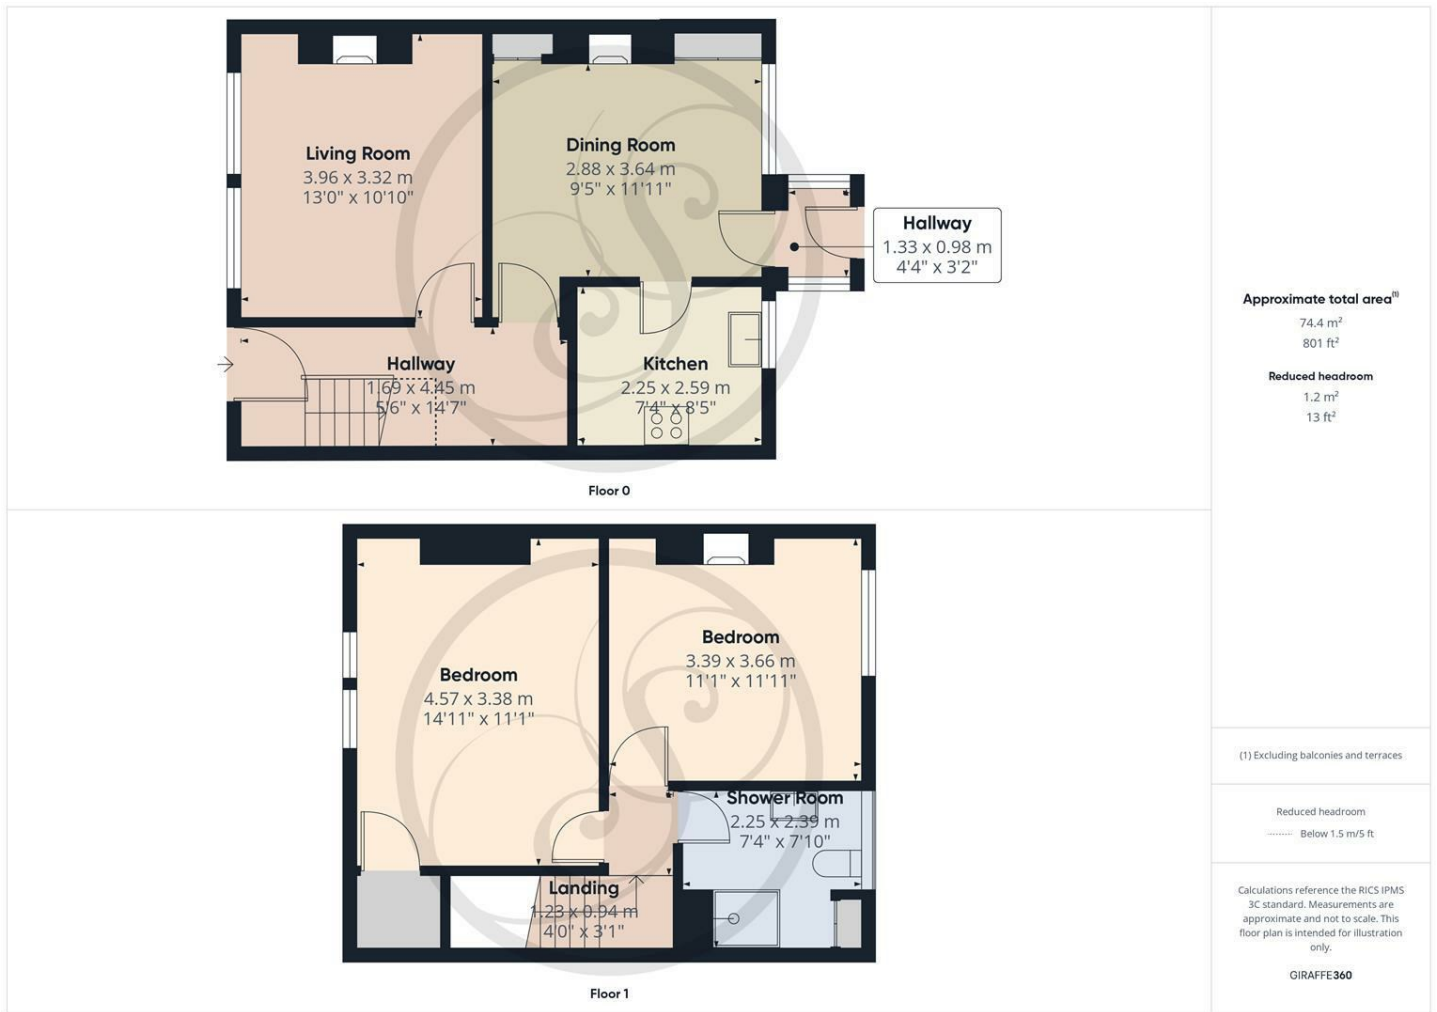 Living Room
3.96 x 3.32 m
13'0" x 10'10"
Dining Room
2.88 x 3.64 m
9'5" x 11'11"
Hallway
1.33 x 0.98 m
4'4" x 3'2"
Hallway
1.69 x 4.45 m
5'6" x 14'7"
Kitchen
2.25 x 2.59 m
7'4" x 8'5"
Floor 0
Bedroom
4.57 x 3.38 m
14'11" x 11'1"
Bedroom
3.39 x 3.66 m
11'1" x 11'11"
Shower Room
2.25 x 2.39 m
7'4" x 7'10"
Landing
1.23 x 0.94 m
4'0" x 3'1"
Floor 1
Approximate total area(1)
74.4 m²
801 ft²
Reduced headroom
1.2 m²
13 ft²
(1) Excluding balconies and terraces
Reduced headroom
Below 1.5 m/5 ft
Calculations reference the RICS IPMS
3C standard. Measurements are
approximate and not to scale. This
floor plan is intended for illustration
only.
GIRAFFE360